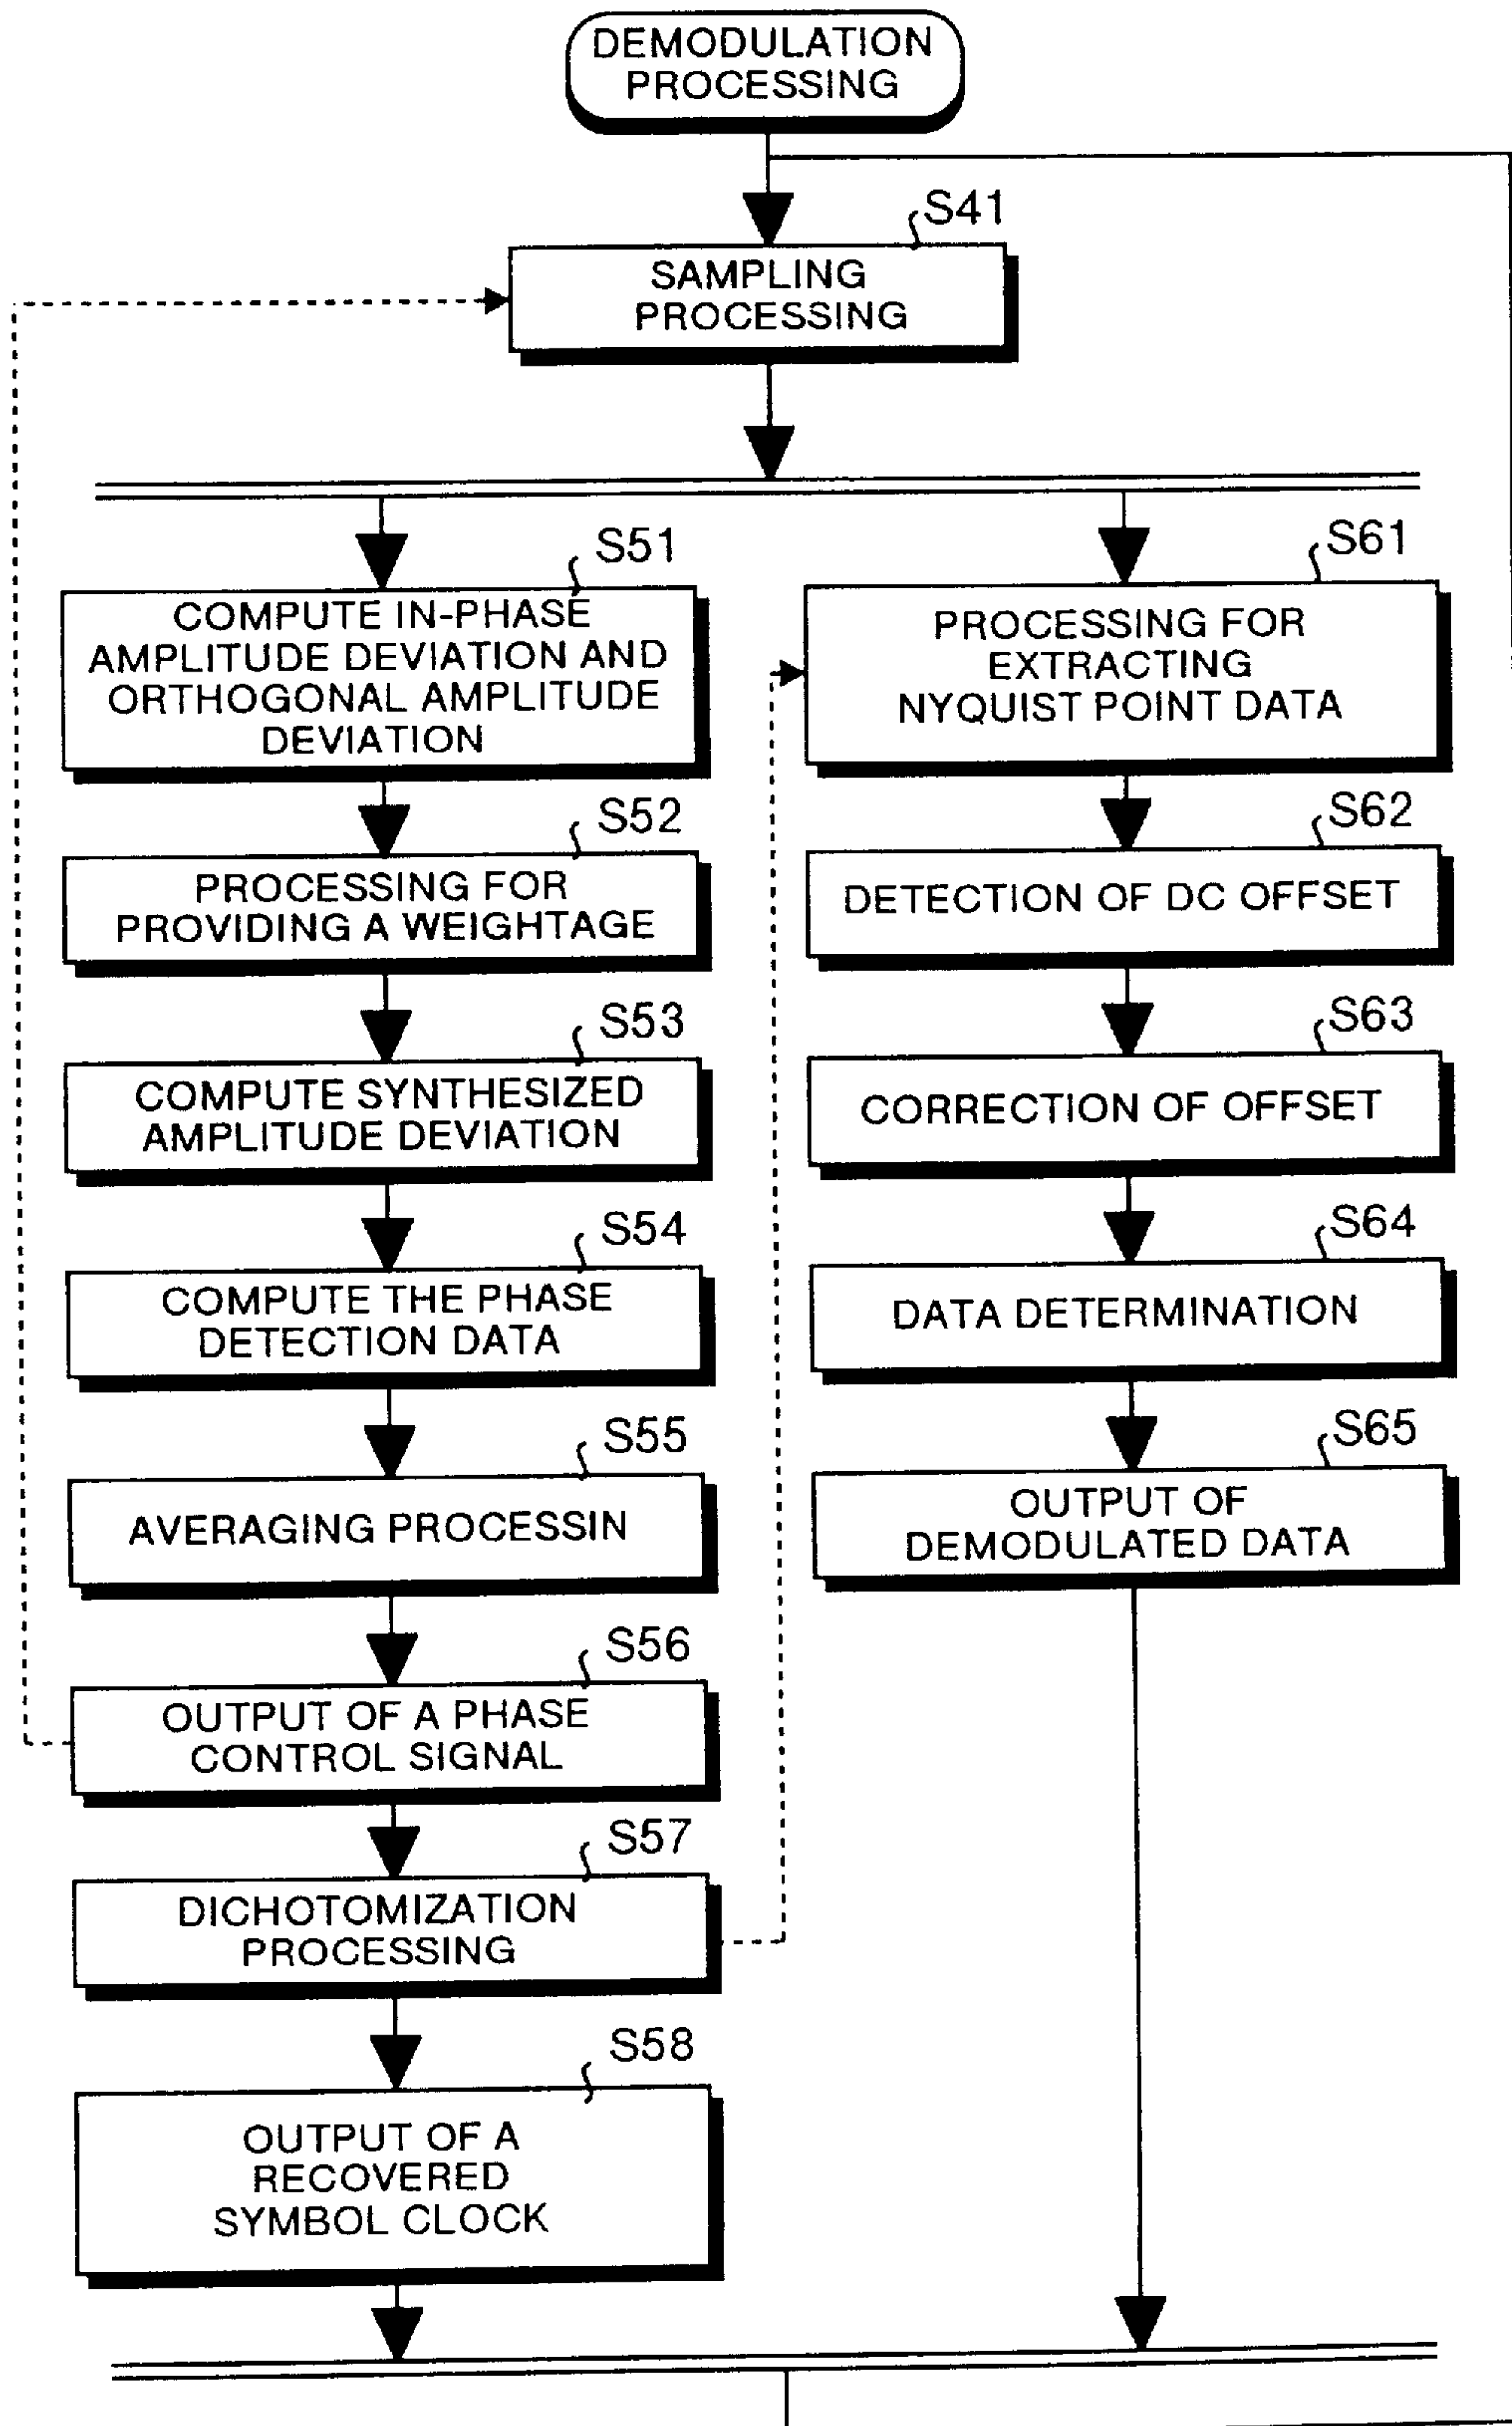 DEMODULATION
PROCESSING
S41
SAMPLING
PROCESSING
S51
COMPUTE IN-PHASE
AMPLITUDE DEVIATION AND
ORTHOGONAL AMPLITUDE
DEVIATION
S52
PROCESSING FOR
PROVIDING A WEIGHTAGE
S53
COMPUTE SYNTHESIZED
AMPLITUDE DEVIATION
S54
COMPUTE THE PHASE
DETECTION DATA
S55
AVERAGING PROCESSIN
S56
OUTPUT OF A PHASE
CONTROL SIGNAL
S57
DICHOTOMIZATION
PROCESSING
S58
OUTPUT OF A
RECOVERED
SYMBOL CLOCK
S61
PROCESSING FOR
EXTRACTING
NYQUIST POINT DATA
S62
DETECTION OF DC OFFSET
S63
CORRECTION OF OFFSET
S64
DATA DETERMINATION
S65
OUTPUT OF
DEMODULATED DATA